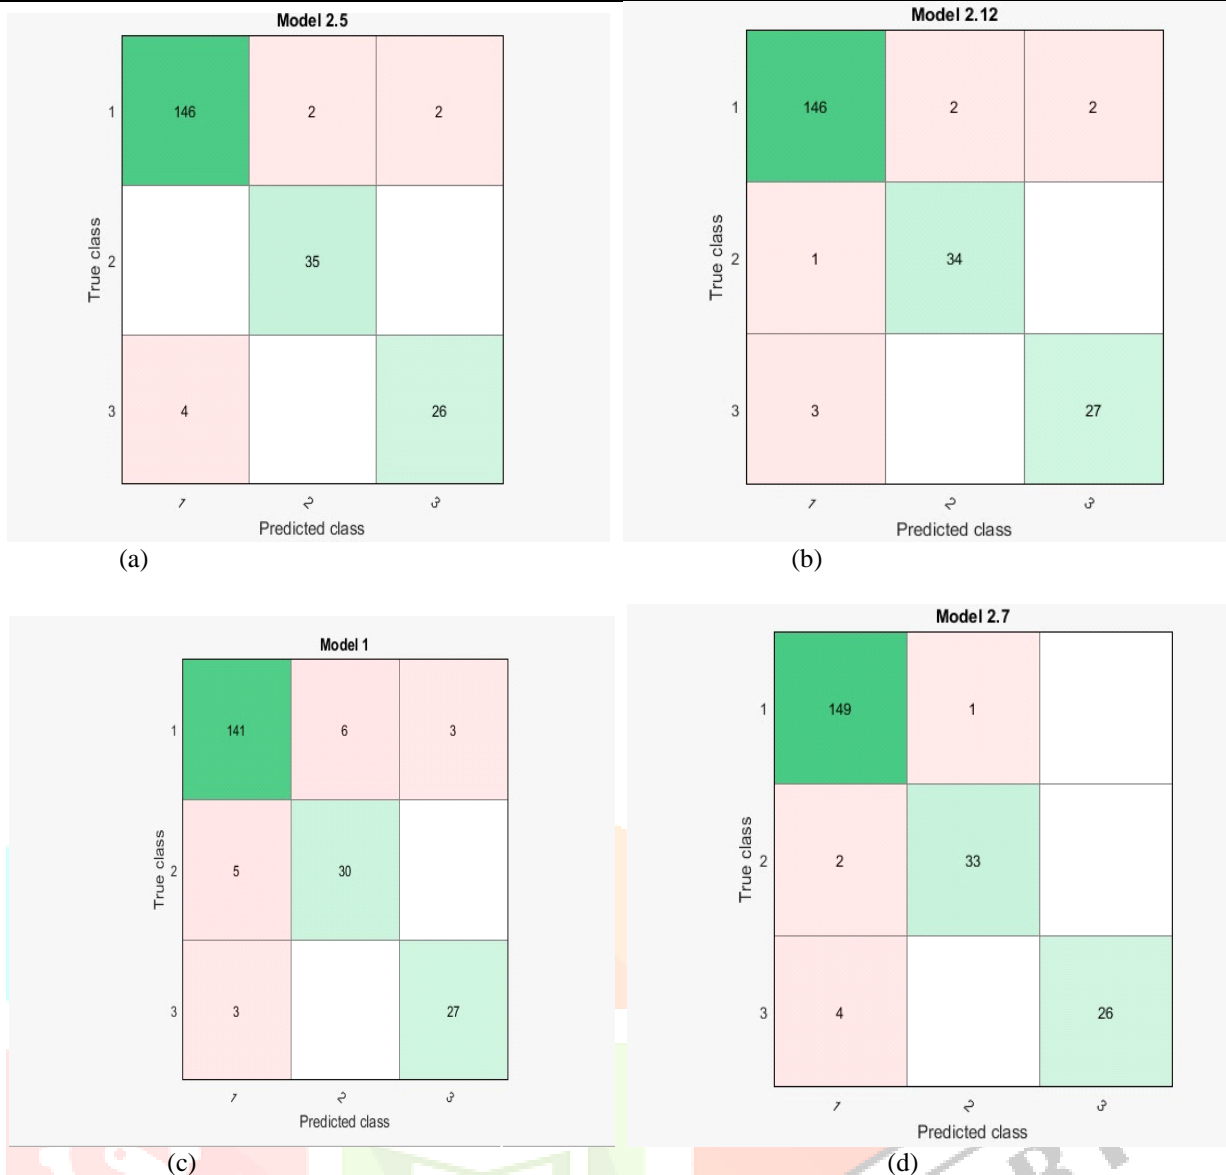 Model 2.5
1 146 2 2
True class
2 35
3 4 26
1 2 3
Predicted class
(a)
Model 2.12
1 146 2 2
True class
2 1 34
3 3 27
1 2 3
Predicted class
(b)
Model 1
1 141 6 3
True class
2 5 30
3 3 27
1 2 3
Predicted class
(c)
Model 2.7
1 149 1
True class
2 2 33
3 4 26
1 2 3
Predicted class
(d)